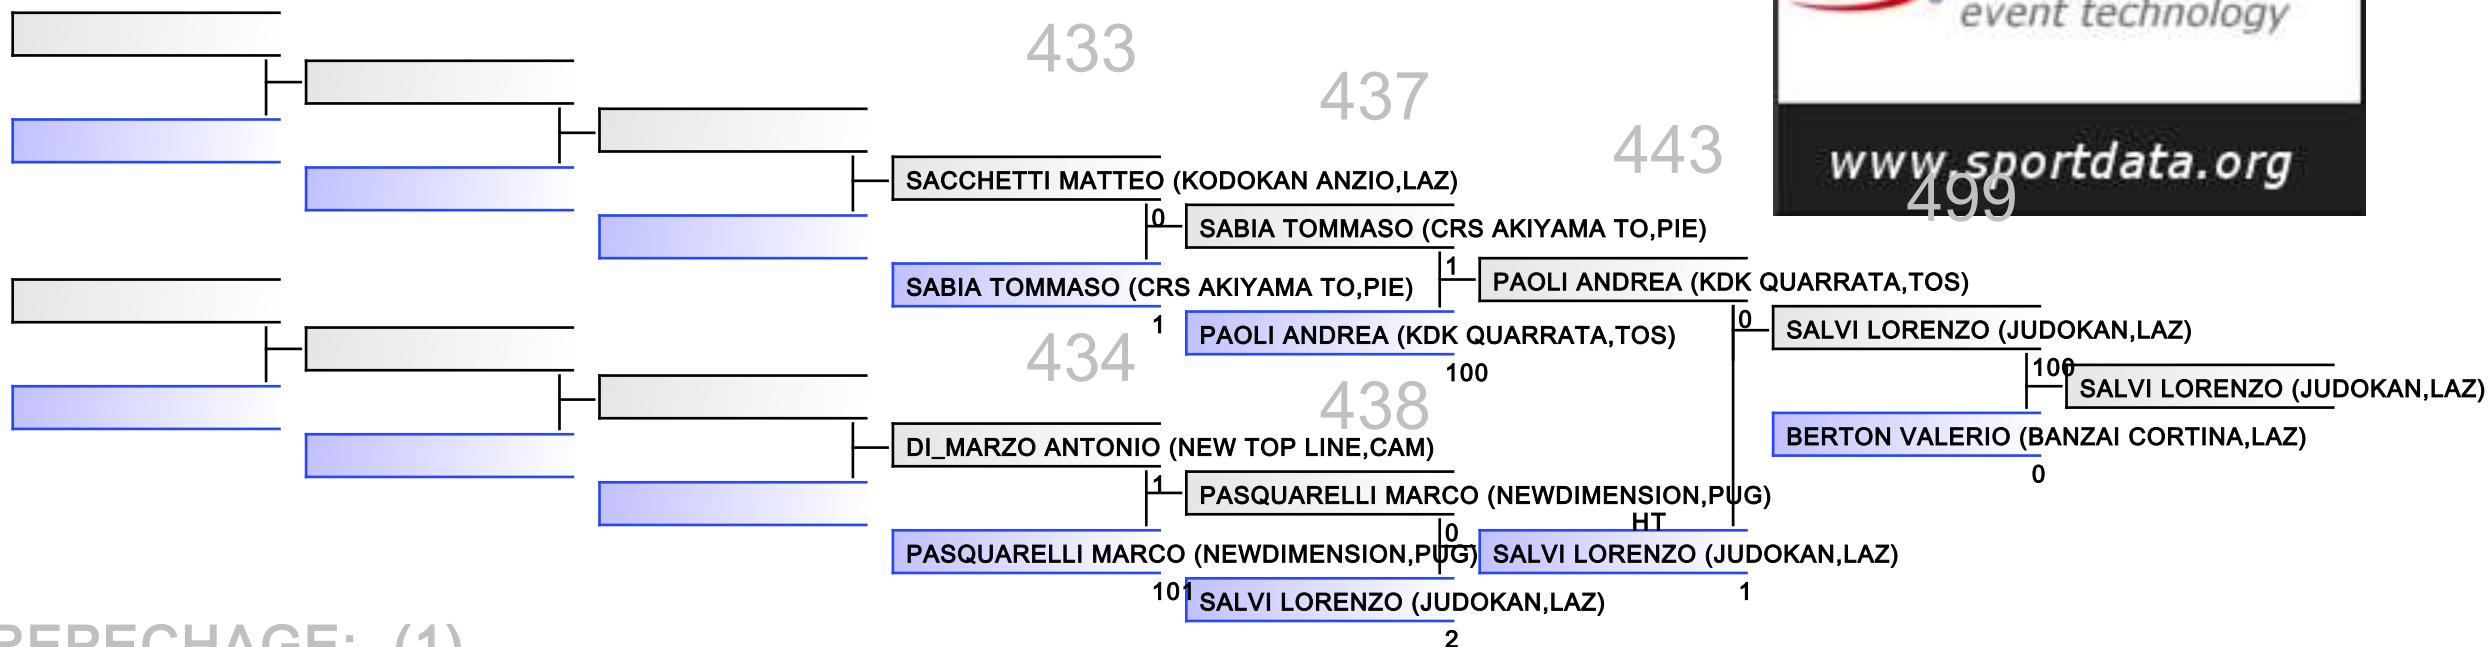 event technology
433
437
443
www.sportdata.org
SACCHETTI MATTEO (KODOKAN ANZIO,LAZ)
499
0
SABIA TOMMASO (CRS AKIYAMA TO,PIE)
1
SABIA TOMMASO (CRS AKIYAMA TO,PIE)
PAOLI ANDREA (KDK QUARRATA,TOS)
1
0
SALVI LORENZO (JUDOKAN,LAZ)
PAOLI ANDREA (KDK QUARRATA,TOS)
434
100
100
SALVI LORENZO (JUDOKAN,LAZ)
438
DI_MARZO ANTONIO (NEW TOP LINE,CAM)
BERTON VALERIO (BANZAI CORTINA,LAZ)
0
1
PASQUARELLI MARCO (NEWDIMENSION,PUG)
HT
0
PASQUARELLI MARCO (NEWDIMENSION,PUG)
SALVI LORENZO (JUDOKAN,LAZ)
101
1
SALVI LORENZO (JUDOKAN,LAZ)
2
REPECHAGE: (1)